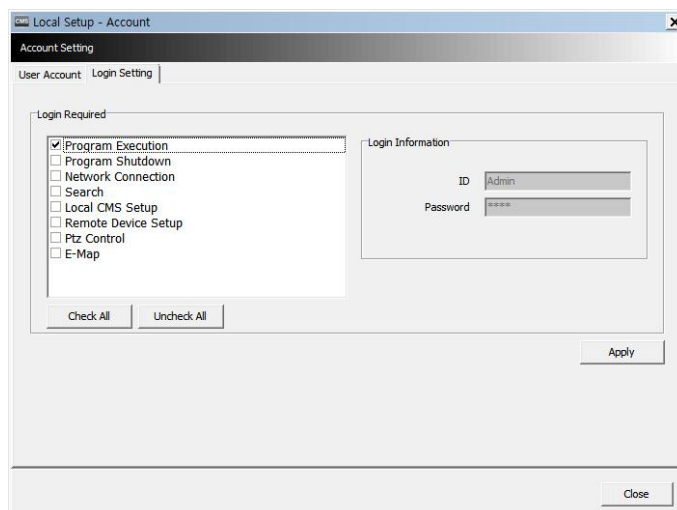 CMS Local Setup - Account
Account Setting
User Account Login Setting
Login Required
Program Execution
Program Shutdown
Network Connection
Search
Local CMS Setup
Remote Device Setup
Ptz Control
E-Map
Check All Uncheck All
Login Information
ID Admin
Password ****
Apply
Close